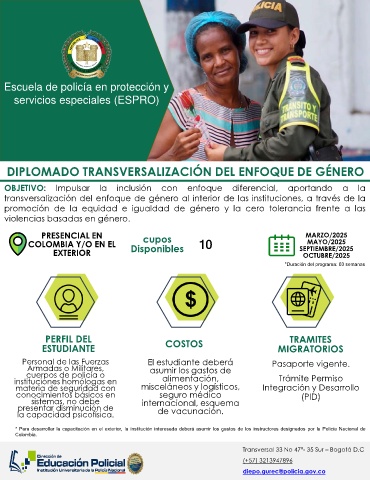 POLICIA
Escuela de policía en protección y
servicios especiales (ESPRO)
TRÁNSITO Y
TRANSPORTE
DIPLOMADO TRANSVERSALIZACIÓN DEL ENFOQUE DE GÉNERO
OBJETIVO: Impulsar la inclusión con enfoque diferencial, aportando a la
transversalización del enfoque de género al interior de las instituciones, a través de la
promoción de la equidad e igualdad de género y la cero tolerancia frente a las
violencias basadas en género.
PRESENCIAL EN
COLOMBIA Y/O EN EL
EXTERIOR
cupos
Disponibles
10
MARZO/2025
MAYO/2025
SEPTIEMBRE/2025
OCTUBRE/2025
*Duración del programa: 03 semanas
PERFIL DEL
ESTUDIANTE
Personal de las Fuerzas
Armadas o Militares,
cuerpos de policía o
instituciones homologas en
materia de seguridad con
conocimientos básicos en
sistemas, no debe
presentar disminución de
la capacidad psicofísica.
$
COSTOS
El estudiante deberá
asumir los gastos de
alimentación,
misceláneos y logísticos,
seguro médico
internacional, esquema
de vacunación.
TRAMITES
MIGRATORIOS
Pasaporte vigente.
Trámite Permiso
Integración y Desarrollo
(PID)
* Para desarrollar la capacitación en el exterior, la institución interesada deberá asumir los gastos de los instructores designados por la Policía Nacional de
Colombia.
Dirección de
Educación Policial
Institución Universitaria de la Policía Nacional
Transversal 33 No 47ª- 35 Sur – Bogotá D.C
(+57) 3213947896
diepo.gurec@policia.gov.co